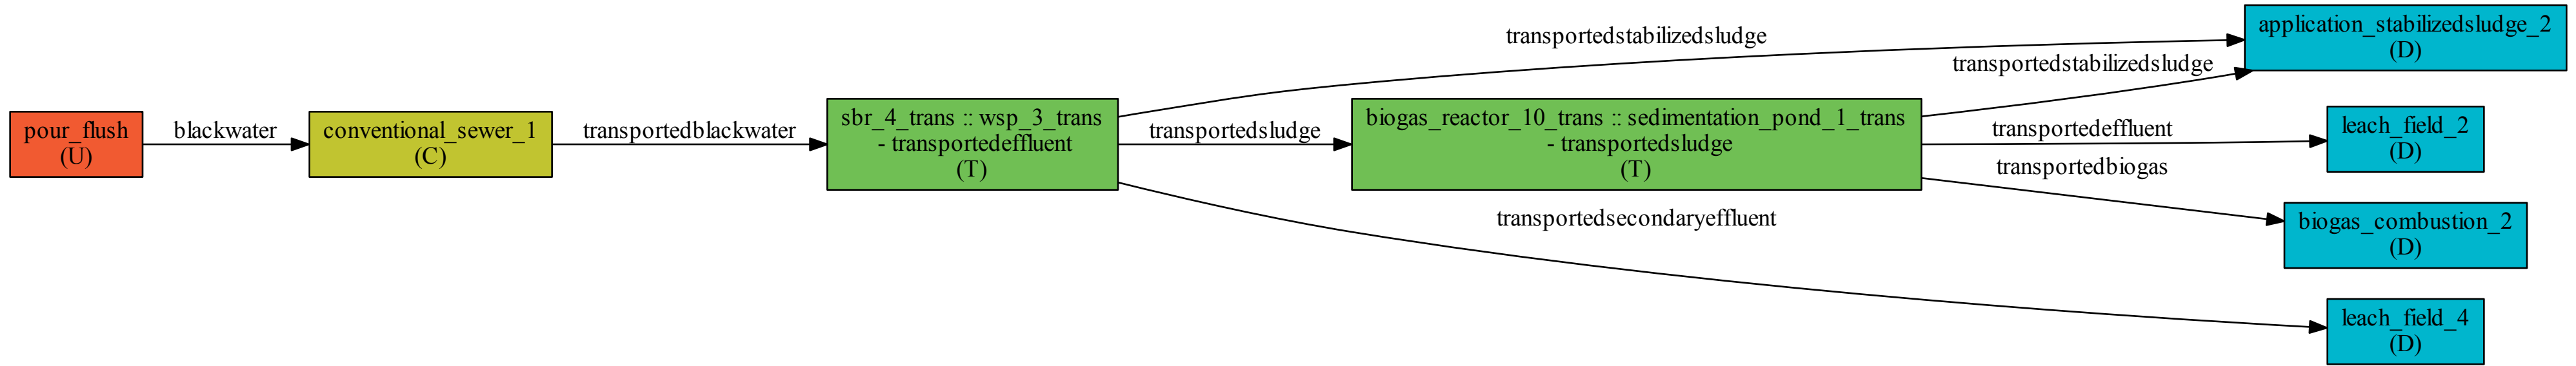 pour_flush
(U)
blackwater
conventional_sewer_1
(C)
transportedblackwater
sbr_4_trans :: wsp_3_trans
- transportedeffluent
(T)
transportedstabilizedsludge
transportedsludge
transportedsecondaryeffluent
biogas_reactor_10_trans :: sedimentation_pond_1_trans
- transportedsludge
(T)
transportedstabilizedsludge
transportedeffluent
transportedbiogas
application_stabilizedsludge_2
(D)
leach_field_2
(D)
biogas_combustion_2
(D)
leach_field_4
(D)